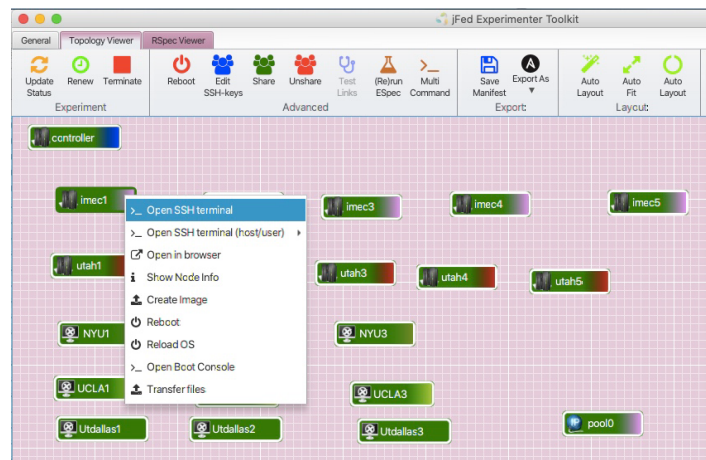 jFed Experimenter Toolkit
General Topology Viewer RSpec Viewer
Update Status Renew Terminate Reboot Edit SSH-keys Share Unshare Test Links (Re)run ESpec Multi Command Save Manifest Export As Auto Layout Auto Fit Auto Layout
Experiment Advanced Export: Layout:
controller
imec1
imec3
imec4
imec5
>_ Open SSH terminal
>_ Open SSH terminal (host/user)
Open in browser
Show Node Info
Create Image
Reboot
Reload OS
>_ Open Boot Console
Transfer files
utah1
utah3
utah4
utah5
NYU1
NYU3
UCLA1
UCLA3
Utdallas1
Utdallas2
Utdallas3
pool0